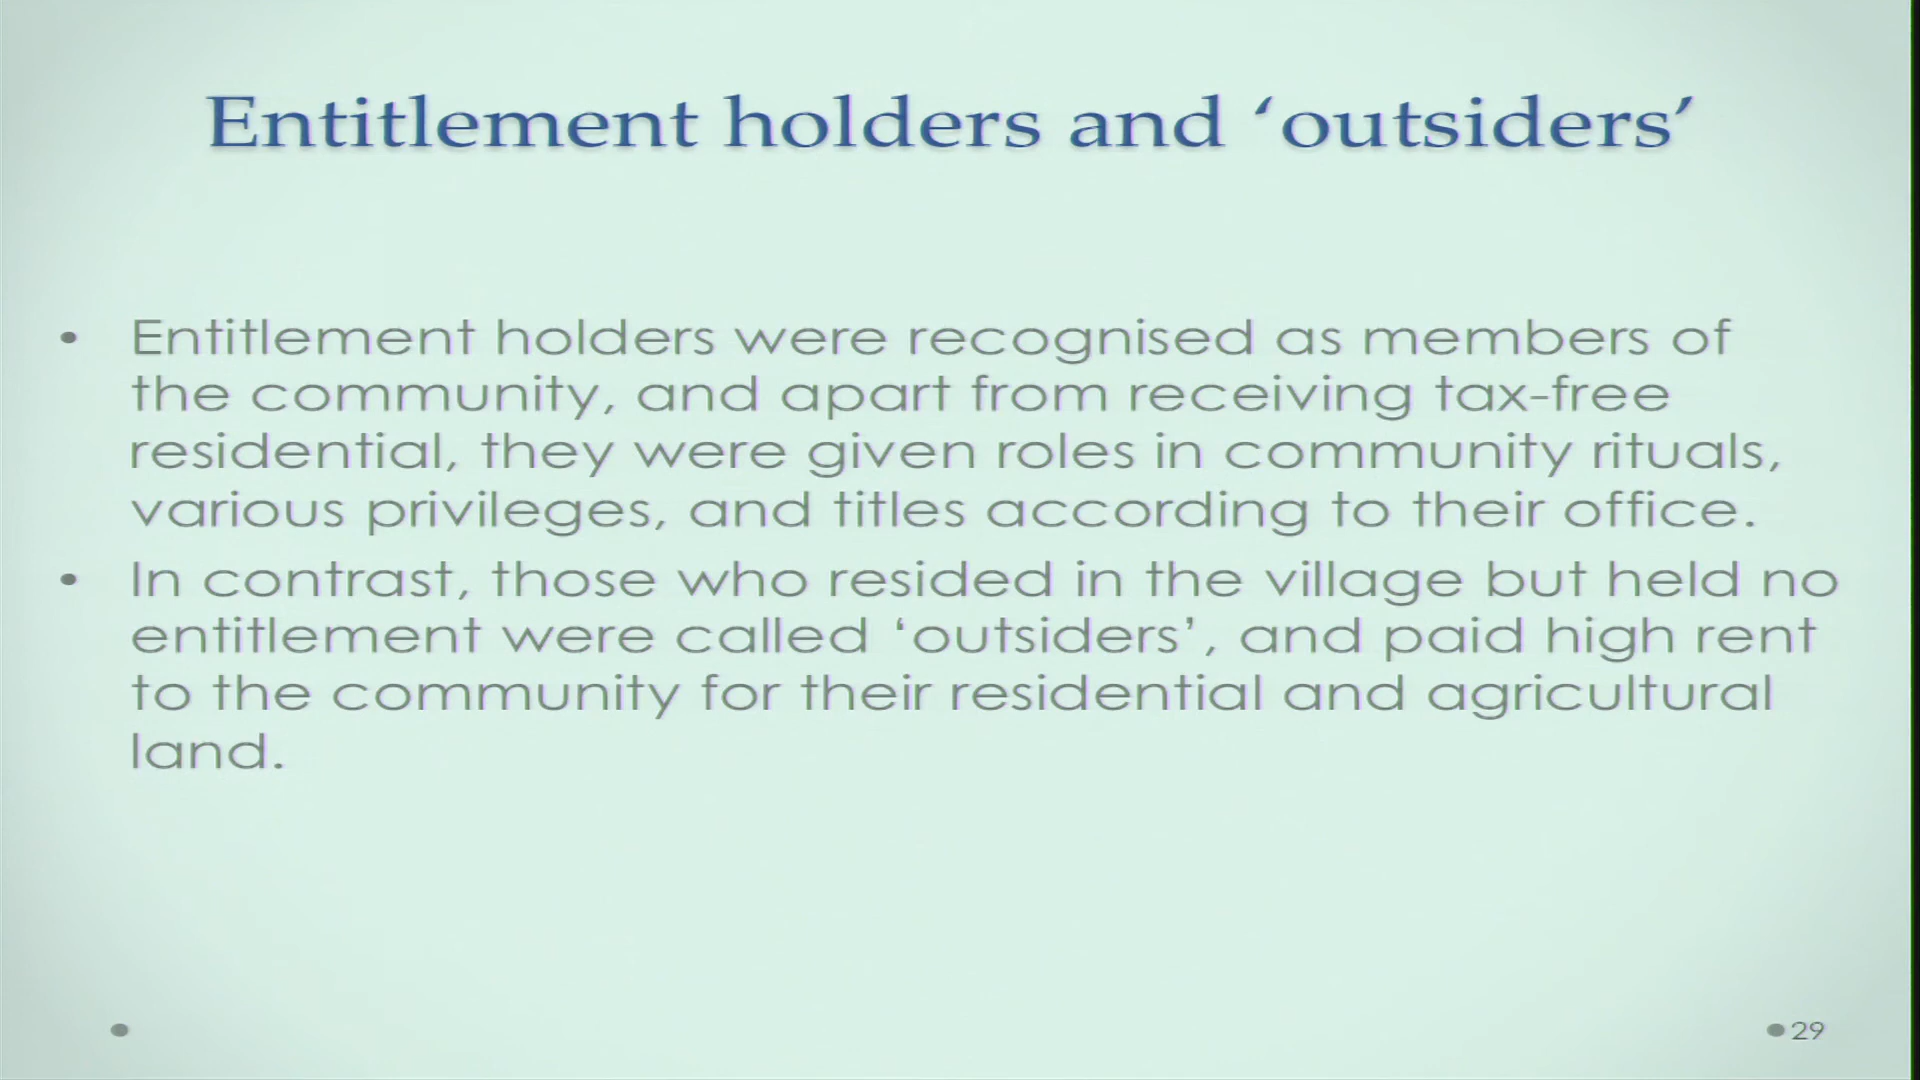 Entitlement holders and ‘outsiders’
• Entitlement holders were recognised as members of
the community, and apart from receiving tax-free
residential, they were given roles in community rituals,
various privileges, and titles according to their office.
• In contrast, those who resided in the village but held no
entitlement were called ‘outsiders’, and paid high rent
to the community for their residential and agricultural
land.
29